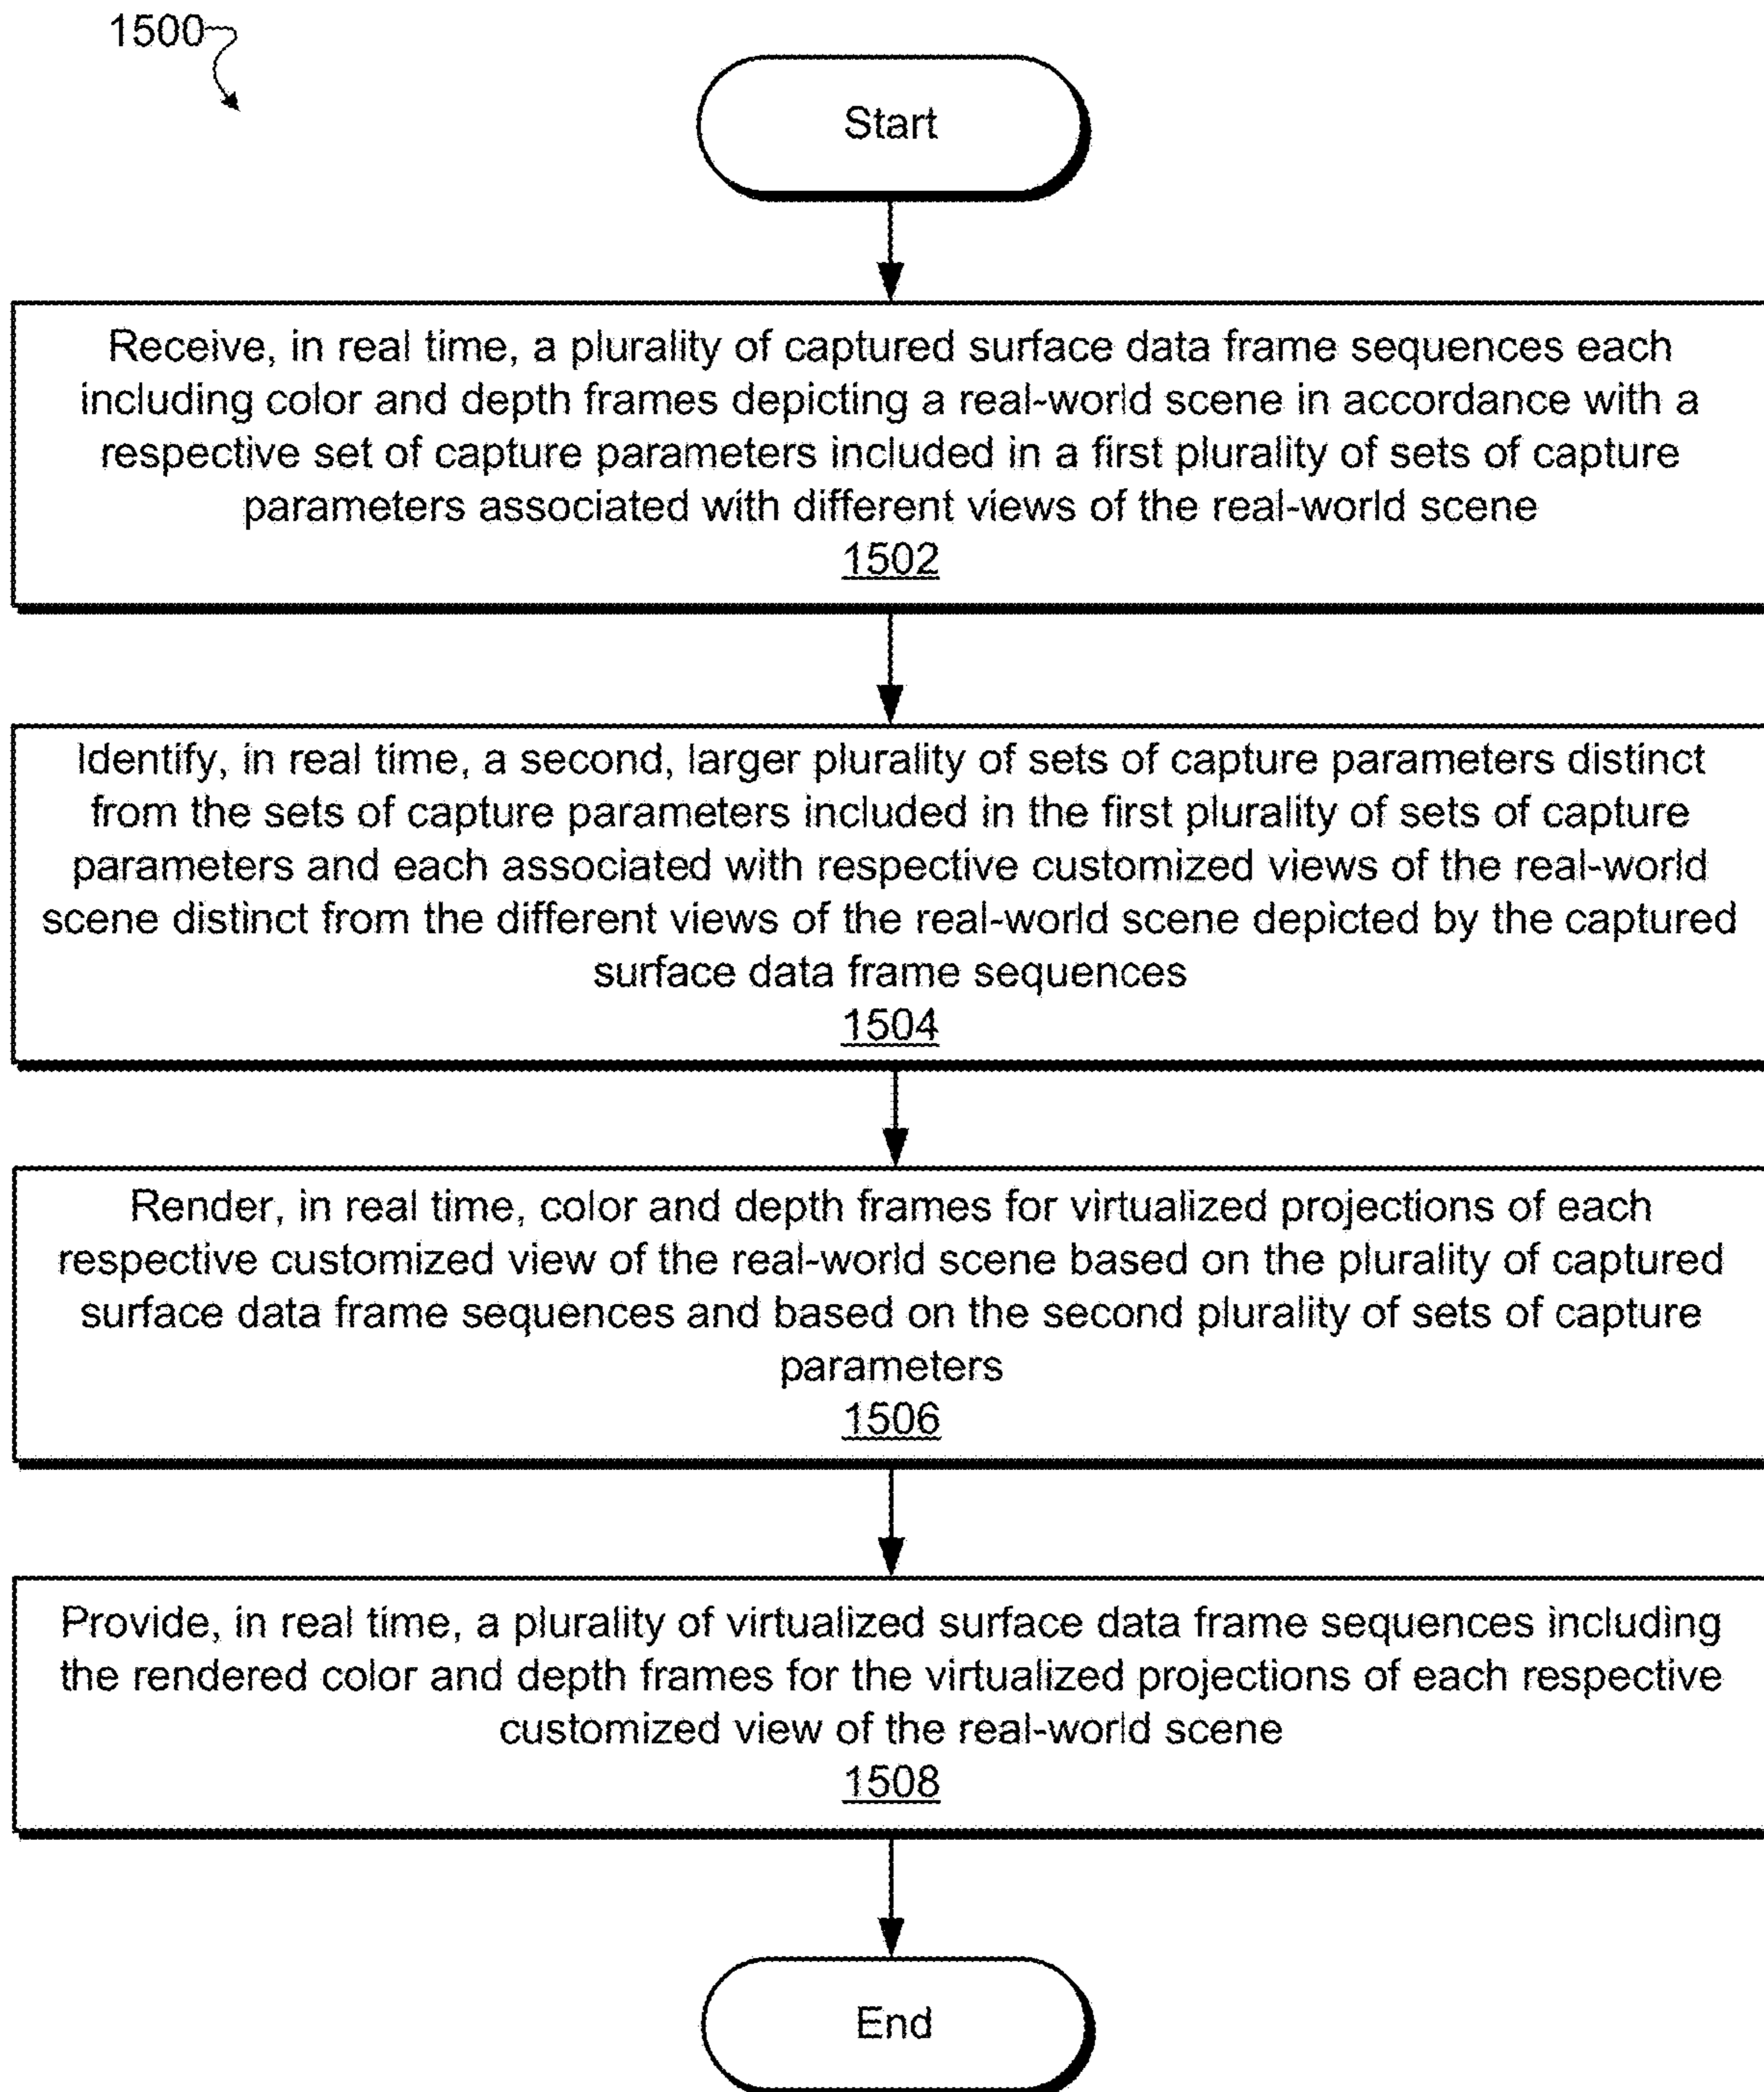 1500
Start
Receive, in real time, a plurality of captured surface data frame sequences each
including color and depth frames depicting a real-world scene in accordance with a
respective set of capture parameters included in a first plurality of sets of capture
parameters associated with different views of the real-world scene
1502
Identify, in real time, a second, larger plurality of sets of capture parameters distinct
from the sets of capture parameters included in the first plurality of sets of capture
parameters and each associated with respective customized views of the real-world
scene distinct from the different views of the real-world scene depicted by the captured
surface data frame sequences
1504
Render, in real time, color and depth frames for virtualized projections of each
respective customized view of the real-world scene based on the plurality of captured
surface data frame sequences and based on the second plurality of sets of capture
parameters
1506
Provide, in real time, a plurality of virtualized surface data frame sequences including
the rendered color and depth frames for the virtualized projections of each respective
customized view of the real-world scene
1508
End